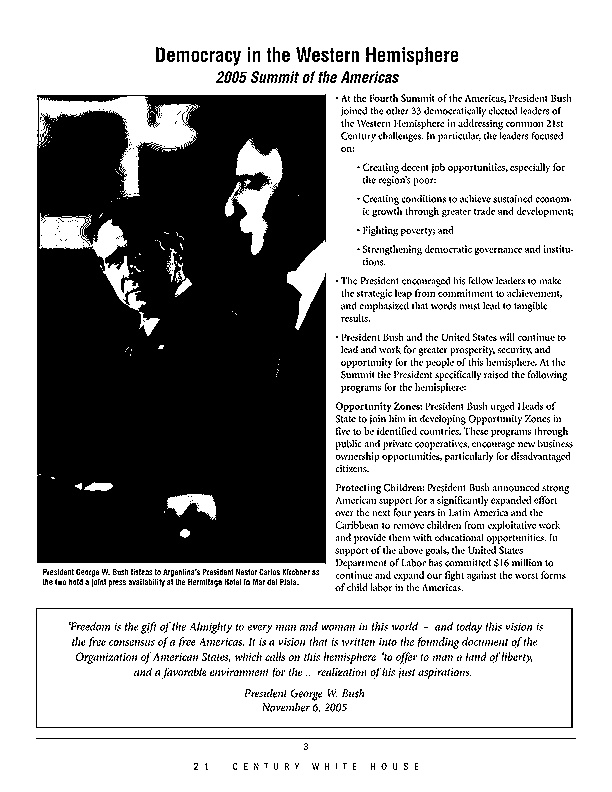 Democracy in the Western Hemisphere
2005 Summit of the Americas
• At the Fourth Summit of the Americas, President Bush
joined the other 33 democratically elected leaders of
the Western Hemisphere in addressing common 21st
Century challenges. In particular, the leaders focused
on:
• Creating decent job opportunities, especially for
the region's poor;
• Creating conditions to achieve sustained econom-
ic growth through greater trade and development;
• Fighting poverty; and
• Strengthening democratic governance and institu-
tions.
• The President encouraged his fellow leaders to make
the strategic leap from commitment to achievement,
and emphasized that words must lead to tangible
results.
• President Bush and the United States will continue to
lead and work for greater prosperity, security, and
opportunity for the people of this hemisphere. At the
Summit the President specifically raised the following
programs for the hemisphere:
Opportunity Zones: President Bush urged Heads of
State to join him in developing Opportunity Zones in
five to be identified countries. These programs through
public and private cooperatives, encourage new business
ownership opportunities, particularly for disadvantaged
citizens.
Protecting Children: President Bush announced strong
American support for a significantly expanded effort
over the next four years in Latin America and the
Caribbean to remove children from exploitative work
and provide them with educational opportunities. In
support of the above goals, the United States
Department of Labor has committed $16 million to
continue and expand our fight against the worst forms
of child labor in the Americas.
President George W. Bush listens to Argentina's President Nestor Carlos Kirchner as
the two hold a joint press availability at the Hermitage Hotel in Mar del Plata.
"Freedom is the gift of the Almighty to every man and woman in this world – and today this vision is
the free consensus of a free Americas. It is a vision that is written into the founding document of the
Organization of American States, which calls on this hemisphere 'to offer to man a land of liberty,
and a favorable environment for the .. realization of his just aspirations.
President George W. Bush
November 6, 2005
3
21 CENTURY WHITE HOUSE